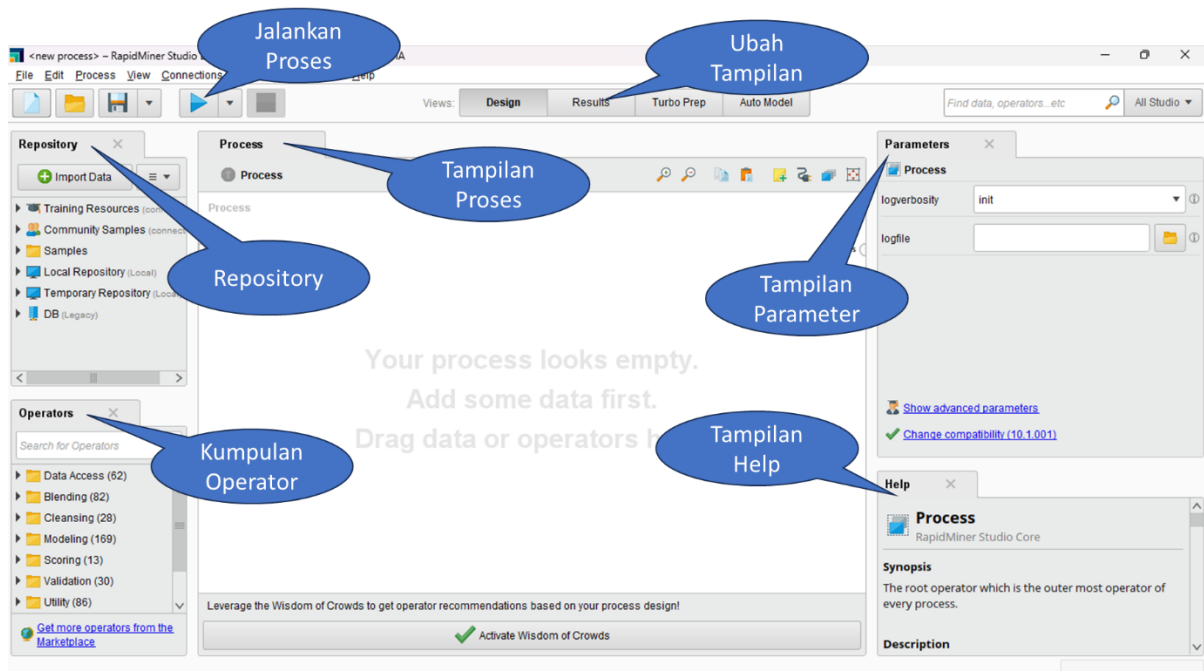 Jalankan
Proses
Ubah
Tampilan
<new process> – RapidMiner Studio
File Edit Process View Connections Help
Views: Design Results Turbo Prep Auto Model
Find data, operators...etc All Studio
Repository
Import Data
Training Resources
Community Samples
Samples
Local Repository (Local)
Temporary Repository
DB (Legacy)
Repository
Process
Process
Process
Tampilan
Proses
Your process looks empty.
Add some data first.
Drag data or operators
Parameters
Process
logverbosity init
logfile
Tampilan
Parameter
Show advanced parameters
Change compatibility (10.1.001)
Operators
Search for Operators
Data Access (62)
Blending (82)
Cleansing (28)
Modeling (169)
Scoring (13)
Validation (30)
Utility (86)
Get more operators from the
Marketplace
Kumpulan
Operator
Tampilan
Help
Leverage the Wisdom of Crowds to get operator recommendations based on your process design!
Activate Wisdom of Crowds
Help
Process
RapidMiner Studio Core
Synopsis
The root operator which is the outer most operator of
every process.
Description